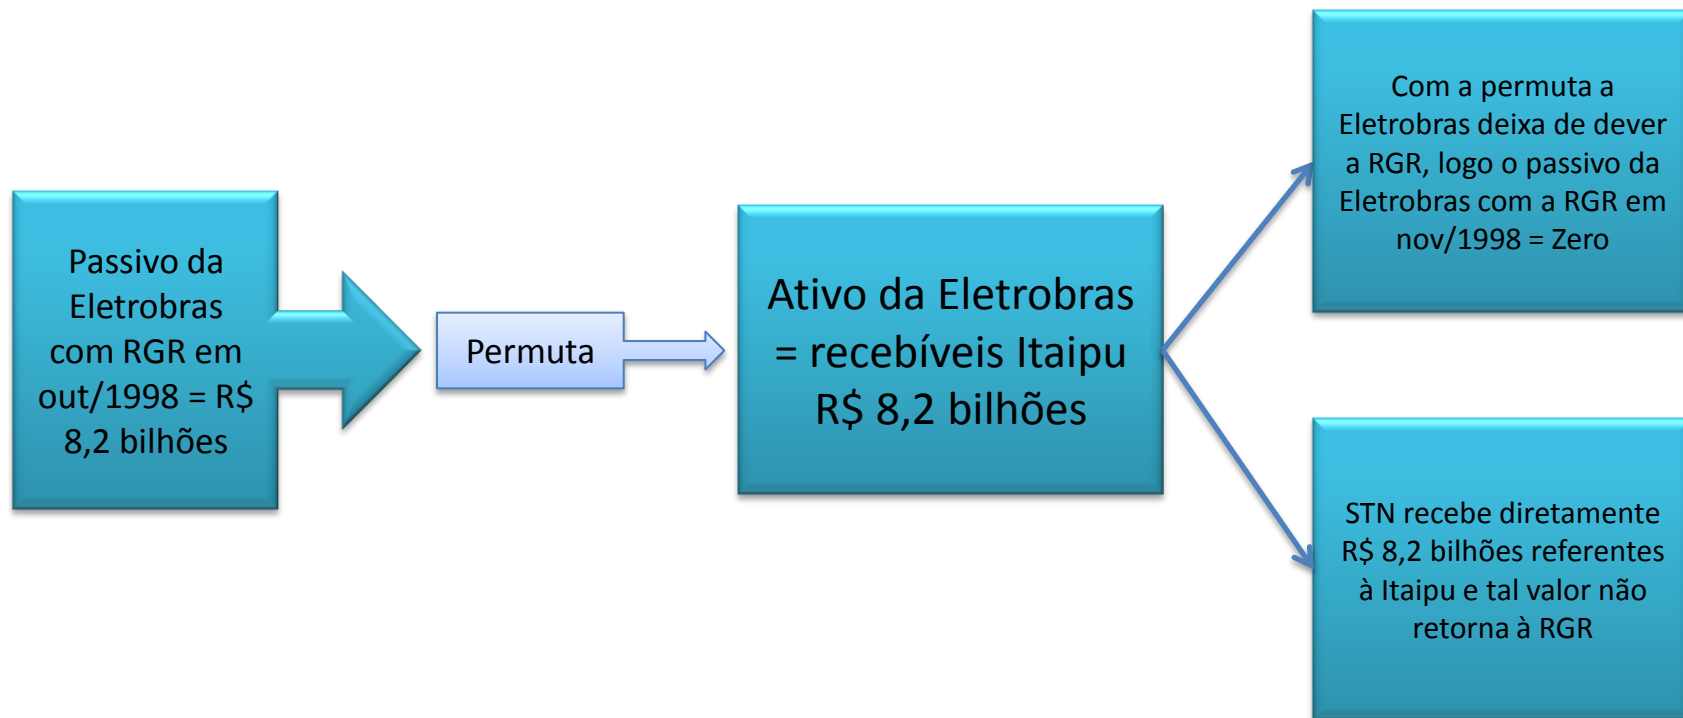 Passivo da
Eletrobras
com RGR em
out/1998 = R$
8,2 bilhões
Permuta
Ativo da Eletrobras
= recebíveis Itaipu
R$ 8,2 bilhões
Com a permuta a
Eletrobras deixa de dever
a RGR, logo o passivo da
Eletrobras com a RGR em
nov/1998 = Zero
STN recebe diretamente
R$ 8,2 bilhões referentes
à Itaipu e tal valor não
retorna à RGR